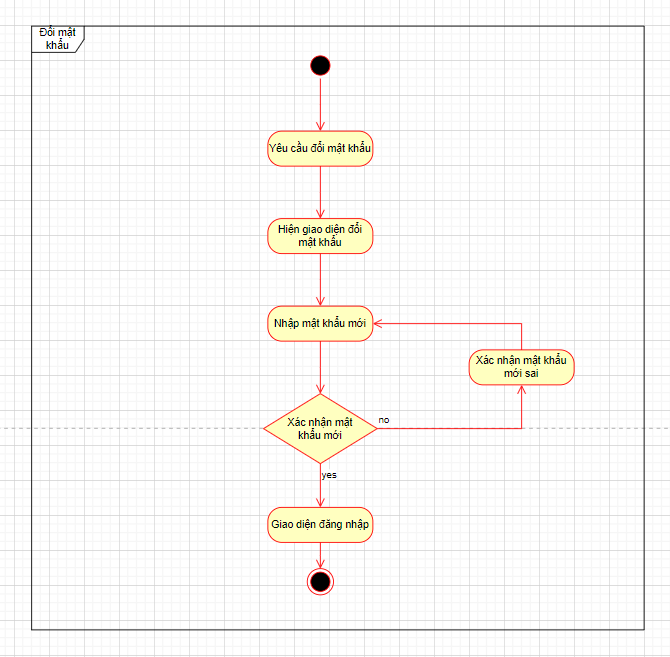 Đổi mật
khẩu
Yêu cầu đổi mật khẩu
Hiện giao diện đổi
mật khẩu
Nhập mật khẩu mới
Xác nhận mật khẩu
mới sai
Xác nhận mật
khẩu mới
no
yes
Giao diện đăng nhập